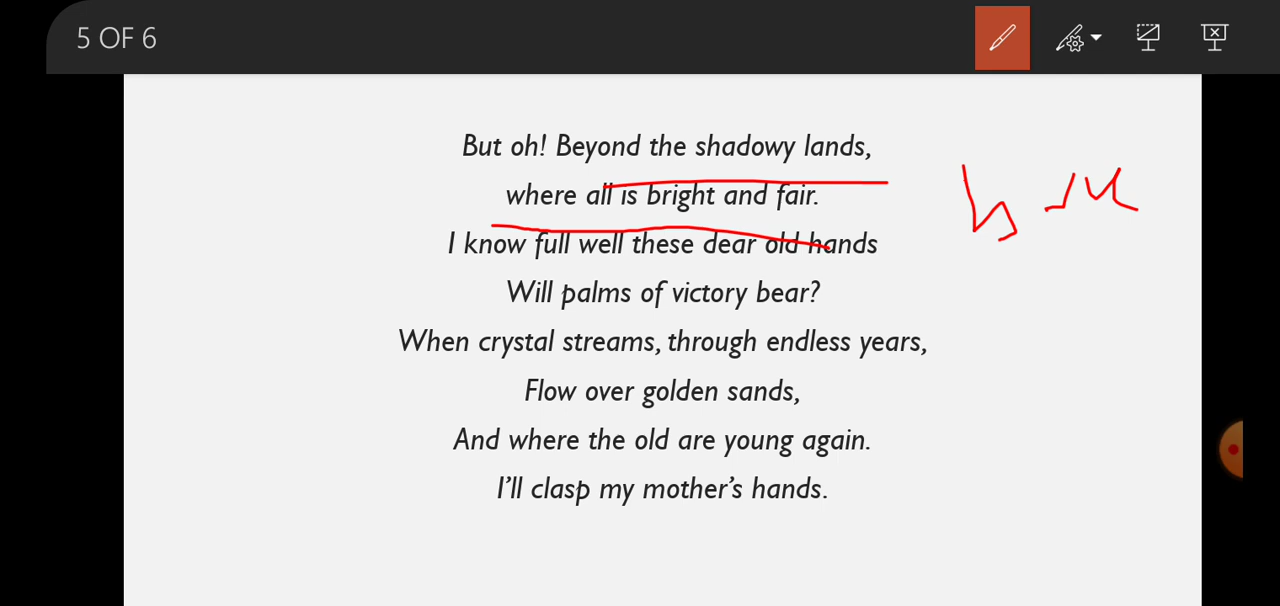 5 OF 6
But oh! Beyond the shadowy lands,
where all is bright and fair.
I know full well these dear old hands
Will palms of victory bear?
When crystal streams, through endless years,
Flow over golden sands,
And where the old are young again.
I'll clasp my mother's hands.